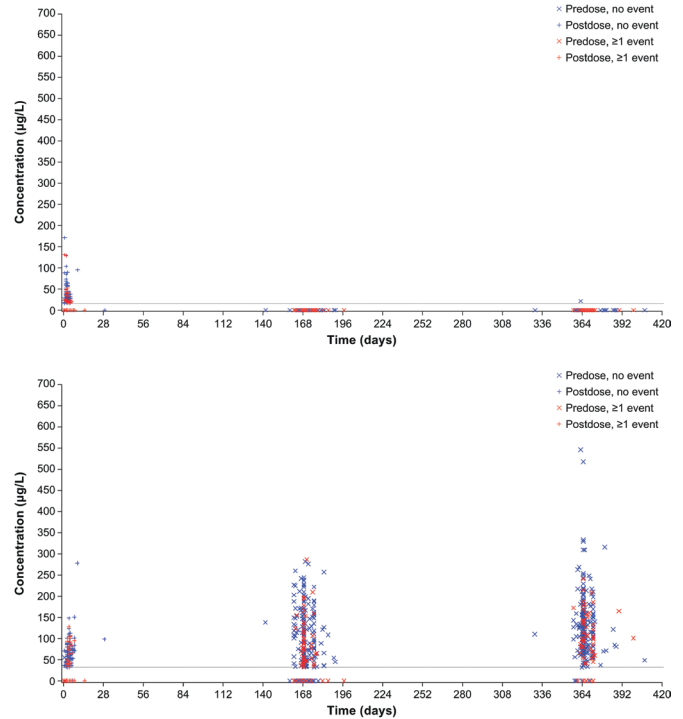 × Predose, no event
+ Postdose, no event
× Predose, ≥1 event
+ Postdose, ≥1 event
Concentration (µg/L)
700
650
600
550
500
450
400
350
300
250
200
150
100
50
0
0 28 56 84 112 140 168 196 224 252 280 308 336 364 392 420
Time (days)
× Predose, no event
+ Postdose, no event
× Predose, ≥1 event
+ Postdose, ≥1 event
Concentration (µg/L)
700
650
600
550
500
450
400
350
300
250
200
150
100
50
0
0 28 56 84 112 140 168 196 224 252 280 308 336 364 392 420
Time (days)